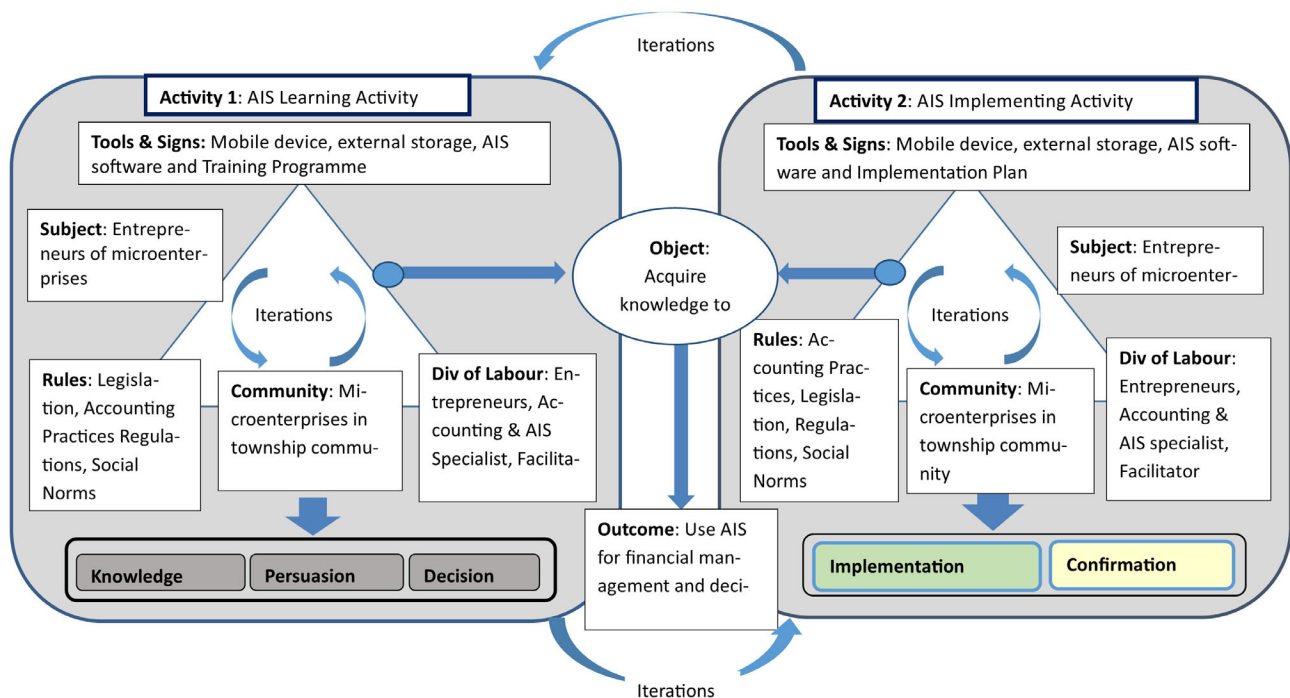 Iterations
Activity 1: AIS Learning Activity
Tools & Signs: Mobile device, external storage, AIS
software and Training Programme
Subject: Entrepre-
neurs of microenter-
prises
Iterations
Rules: Legisla-
tion, Accounting
Practices Regula-
tions, Social
Norms
Community: Mi-
croenterprises in
township commu-
Div of Labour: En-
trepreneurs, Ac-
counting & AIS
Specialist, Facilita-
Knowledge
Persuasion
Decision
Object:
Acquire
knowledge to
Outcome: Use AIS
for financial man-
agement and deci-
Activity 2: AIS Implementing Activity
Tools & Signs: Mobile device, external storage, AIS soft-
ware and Implementation Plan
Subject: Entrepre-
neurs of microenter-
Iterations
Rules: Ac-
counting Prac-
tices, Legisla-
tion, Regula-
tions, Social
Norms
Community: Mi-
croenterprises in
township commu-
nity
Div of Labour:
Entrepreneurs,
Accounting &
AIS specialist,
Facilitator
Implementation
Confirmation
Iterations